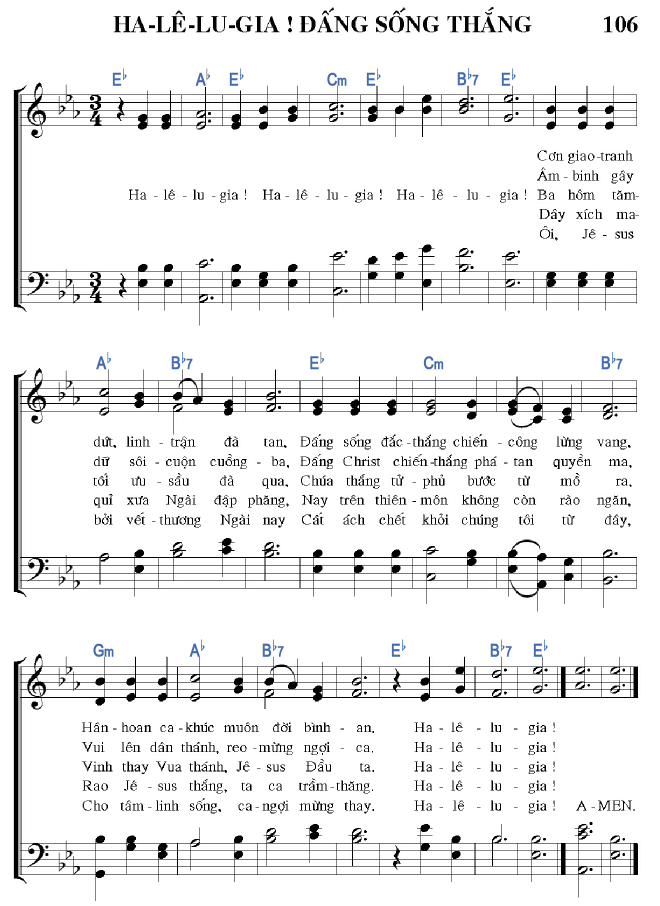 HA-LÊ-LU-GIA ! ĐẤNG SỐNG THẮNG 106
E♭ A♭ E♭ Cm E♭ B♭7 E♭
3/4
Cơn giao-tranh
Âm-binh gây
Ha-lê-lu-gia ! Ha-lê-lu-gia ! Ha-lê-lu-gia ! Ba hôm tăm-
Dây xích ma-
Ôi, Jê-sus
3/4
A♭ B♭7 E♭ Cm B♭7
dứt, linh-trận đà tan, Đấng sống đắc-thắng chiến-công lừng vang,
dữ sôi-cuộn cuồng-ba, Đấng Christ chiến-thắng phá-tan quyền ma,
tối ưu-sầu đà qua, Chúa thắng tử-phủ bước từ mồ ra,
quỉ xưa Ngài đập phăng, Nay trên thiên-môn không còn rào ngăn,
bởi vết-thương Ngài nay Cất ách chết khỏi chúng tôi từ đây,
Gm A♭ B♭7 E♭ B♭7 E♭
Hân-hoan ca-khúc muôn đời bình-an. Ha-lê-lu-gia !
Vui lên dân thánh, reo-mừng ngợi-ca. Ha-lê-lu-gia !
Vinh thay Vua thánh, Jê-sus Đầu ta. Ha-lê-lu-gia !
Rao Jê-sus thắng, ta ca trầm-thăng. Ha-lê-lu-gia !
Cho tâm-linh sống, ca-ngợi mừng thay. Ha-lê-lu-gia ! A-MEN.